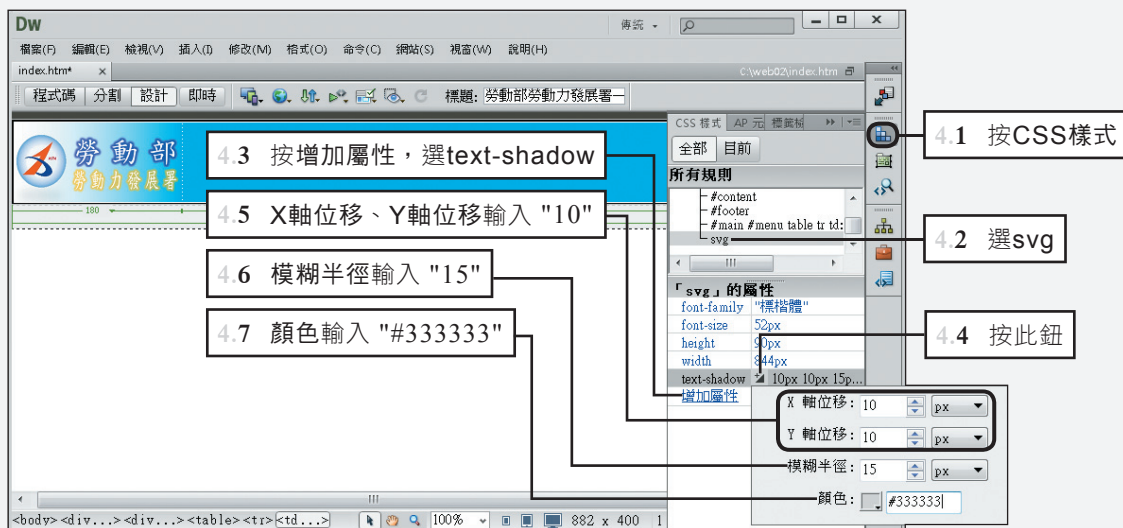 Dw
傳統
檔案(F) 編輯(E) 檢視(V) 插入(I) 修改(M) 格式(O) 命令(C) 網站(S) 視窗(W) 說明(H)
index.htm* x
C:\web02\index.htm
程式碼 分割 設計 即時 標題: 勞動部勞動力發展署一
CSS 樣式 AP 元 標籤檢
全部 目前
4.1 按CSS樣式
勞動部
勞動力發展署
4.3 按增加屬性，選text-shadow
所有規則
#content
#footer
#main #menu table tr td:
svg
180
4.5 X軸位移、Y軸位移輸入 "10"
4.2 選svg
4.6 模糊半徑輸入 "15"
「svg」的屬性
font-family "標楷體"
font-size 52px
height 90px
width 844px
text-shadow 10px 10px 15p...
增加屬性
4.7 顏色輸入 "#333333"
4.4 按此鈕
X 軸位移: 10 px
Y 軸位移: 10 px
模糊半徑: 15 px
顏色: #333333
<body> <div...> <div...> <table> <tr> <td...> 100% 882 x 400 1